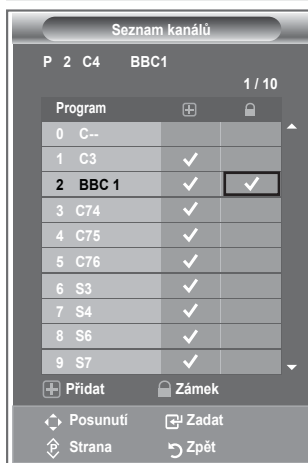 Seznam kanálů
P 2 C4 BBC1
1 / 10
Program
0 C--
1 C3
2 BBC 1
3 C74
4 C75
5 C76
6 S3
7 S4
8 S6
9 S7
Přidat Zámek
Posunutí Zadat
P Strana Zpět